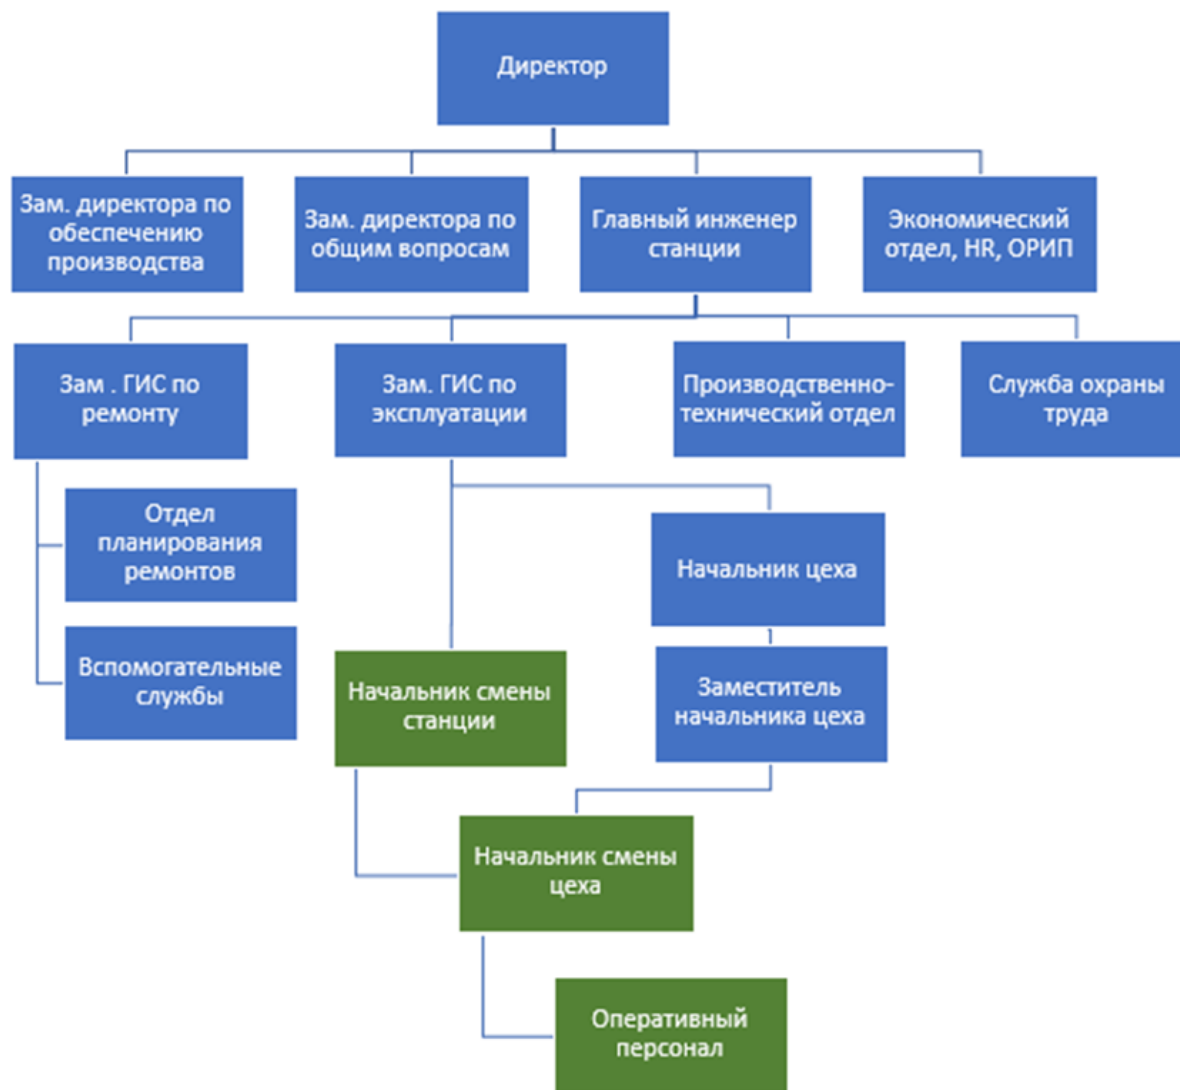 Директор
Зам. директора по
обеспечению
производства
Зам. директора по
общим вопросам
Главный инженер
станции
Экономический
отдел, HR, ОРИП
Зам . ГИС по
ремонту
Зам. ГИС по
эксплуатации
Производственно-
технический отдел
Служба охраны
труда
Отдел
планирования
ремонтов
Начальник цеха
Вспомогательные
службы
Начальник смены
станции
Заместитель
начальника цеха
Начальник смены
цеха
Оперативный
персонал